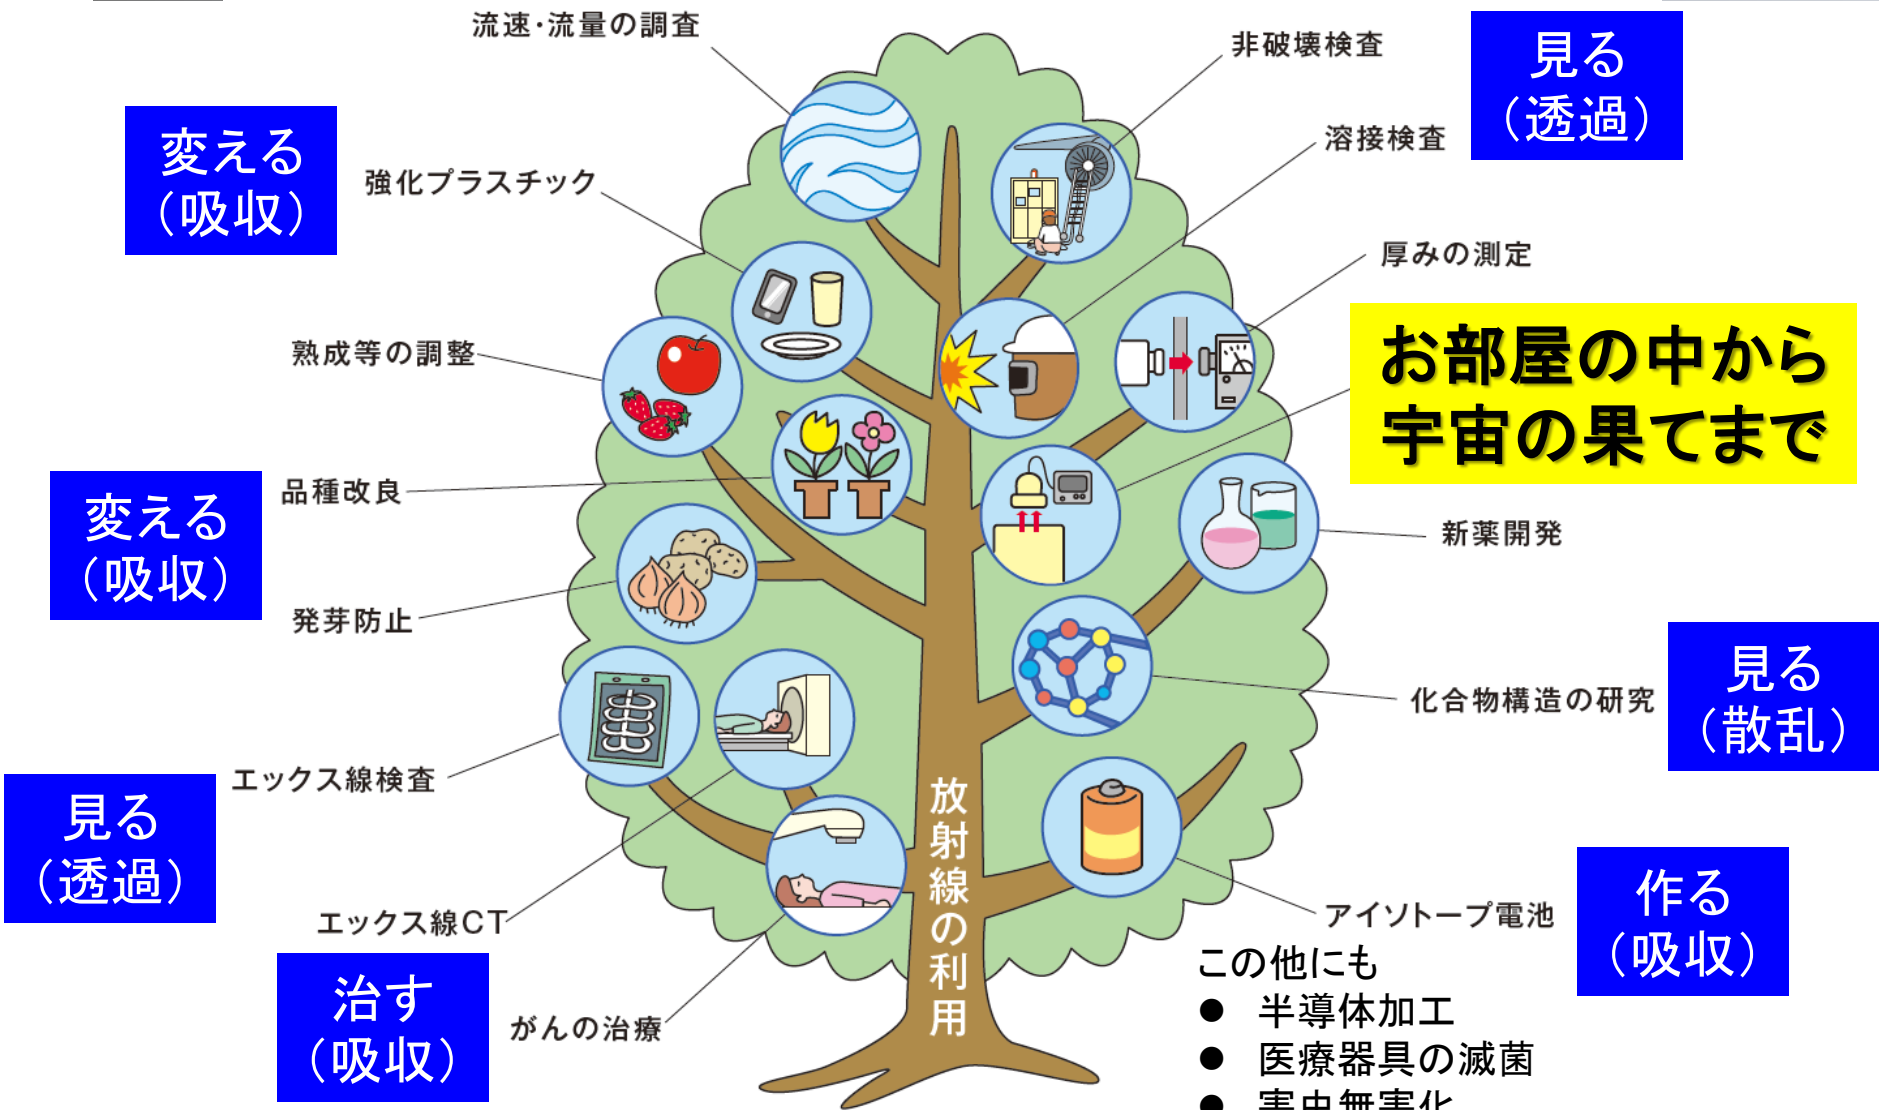 流速・流量の調査
非破壊検査
見る
（透過）
変える
（吸収）
溶接検査
強化プラスチック
厚みの測定
お部屋の中から
宇宙の果てまで
熟成等の調整
品種改良
変える
（吸収）
新薬開発
発芽防止
見る
（散乱）
化合物構造の研究
エックス線検査
見る
（透過）
放射線の利用
作る
（吸収）
エックス線CT
アイソトープ電池
治す
（吸収）
がんの治療
この他にも
● 半導体加工
● 医療器具の滅菌
● 害虫無害化